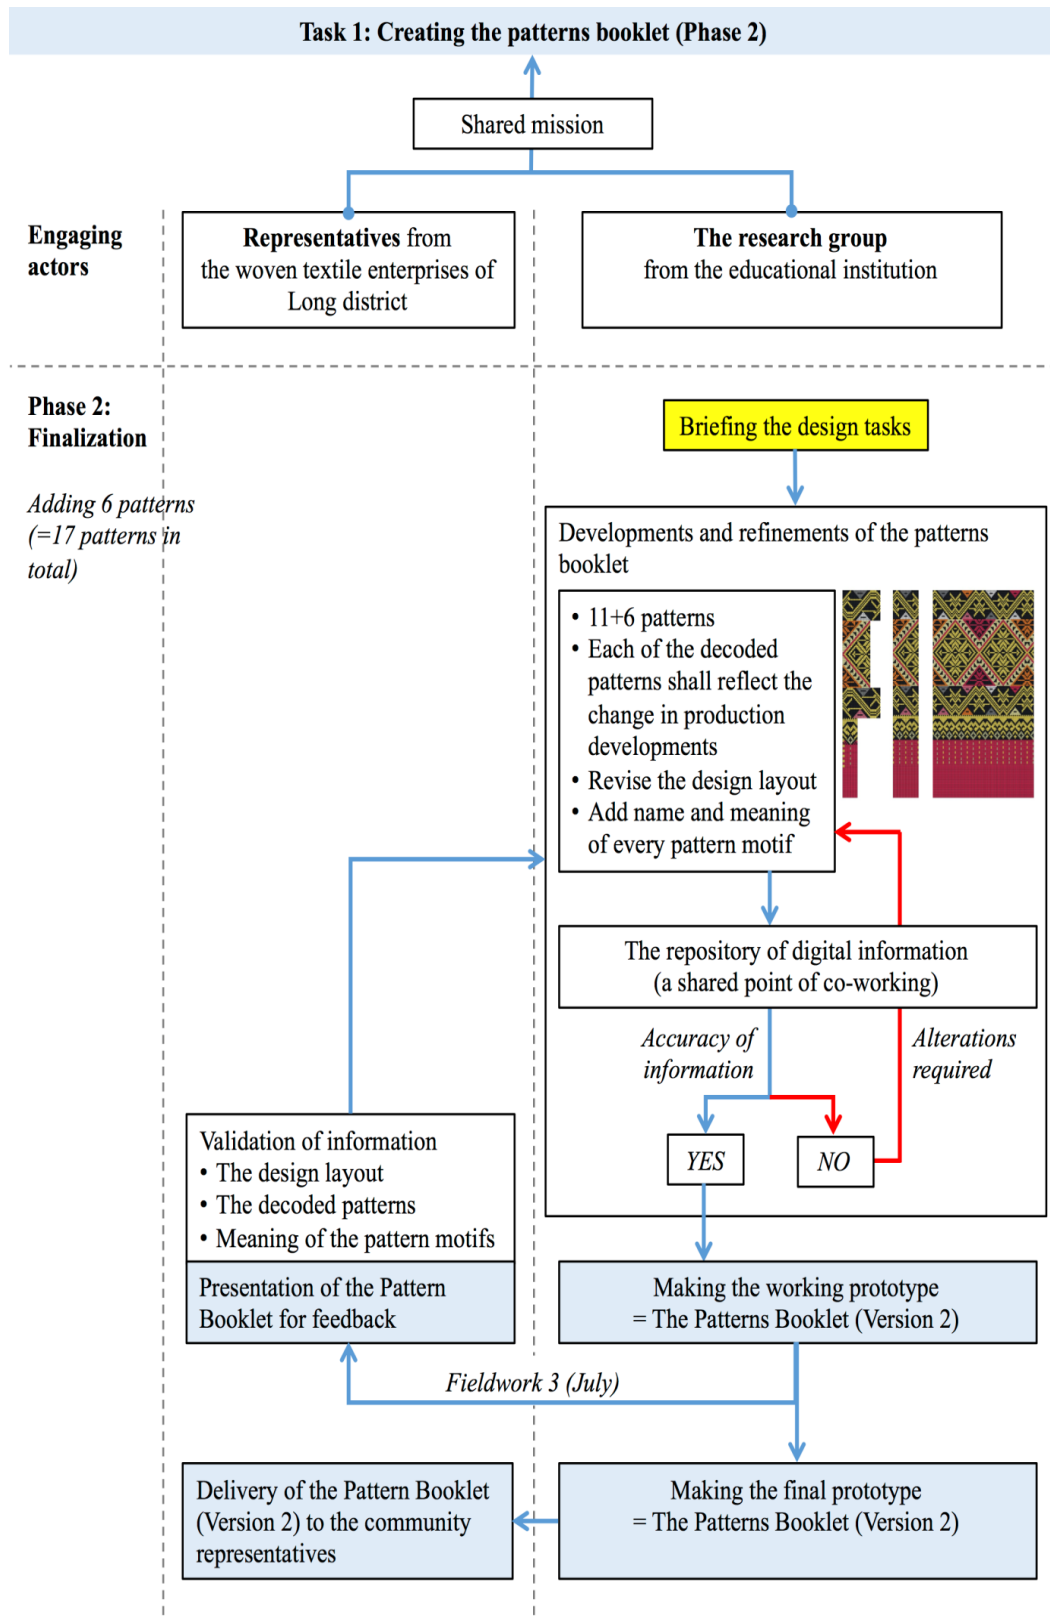 Task 1: Creating the patterns booklet (Phase 2)
Shared mission
Engaging
actors
Representatives from
the woven textile enterprises of
Long district
The research group
from the educational institution
Phase 2:
Finalization
Adding 6 patterns
(=17 patterns in
total)
Briefing the design tasks
Developments and refinements of the patterns
booklet
• 11+6 patterns
• Each of the decoded
patterns shall reflect the
change in production
developments
• Revise the design layout
• Add name and meaning
of every pattern motif
The repository of digital information
(a shared point of co-working)
Accuracy of
information
Alterations
required
YES
NO
Validation of information
• The design layout
• The decoded patterns
• Meaning of the pattern motifs
Presentation of the Pattern
Booklet for feedback
Making the working prototype
= The Patterns Booklet (Version 2)
Fieldwork 3 (July)
Delivery of the Pattern Booklet
(Version 2) to the community
representatives
Making the final prototype
= The Patterns Booklet (Version 2)